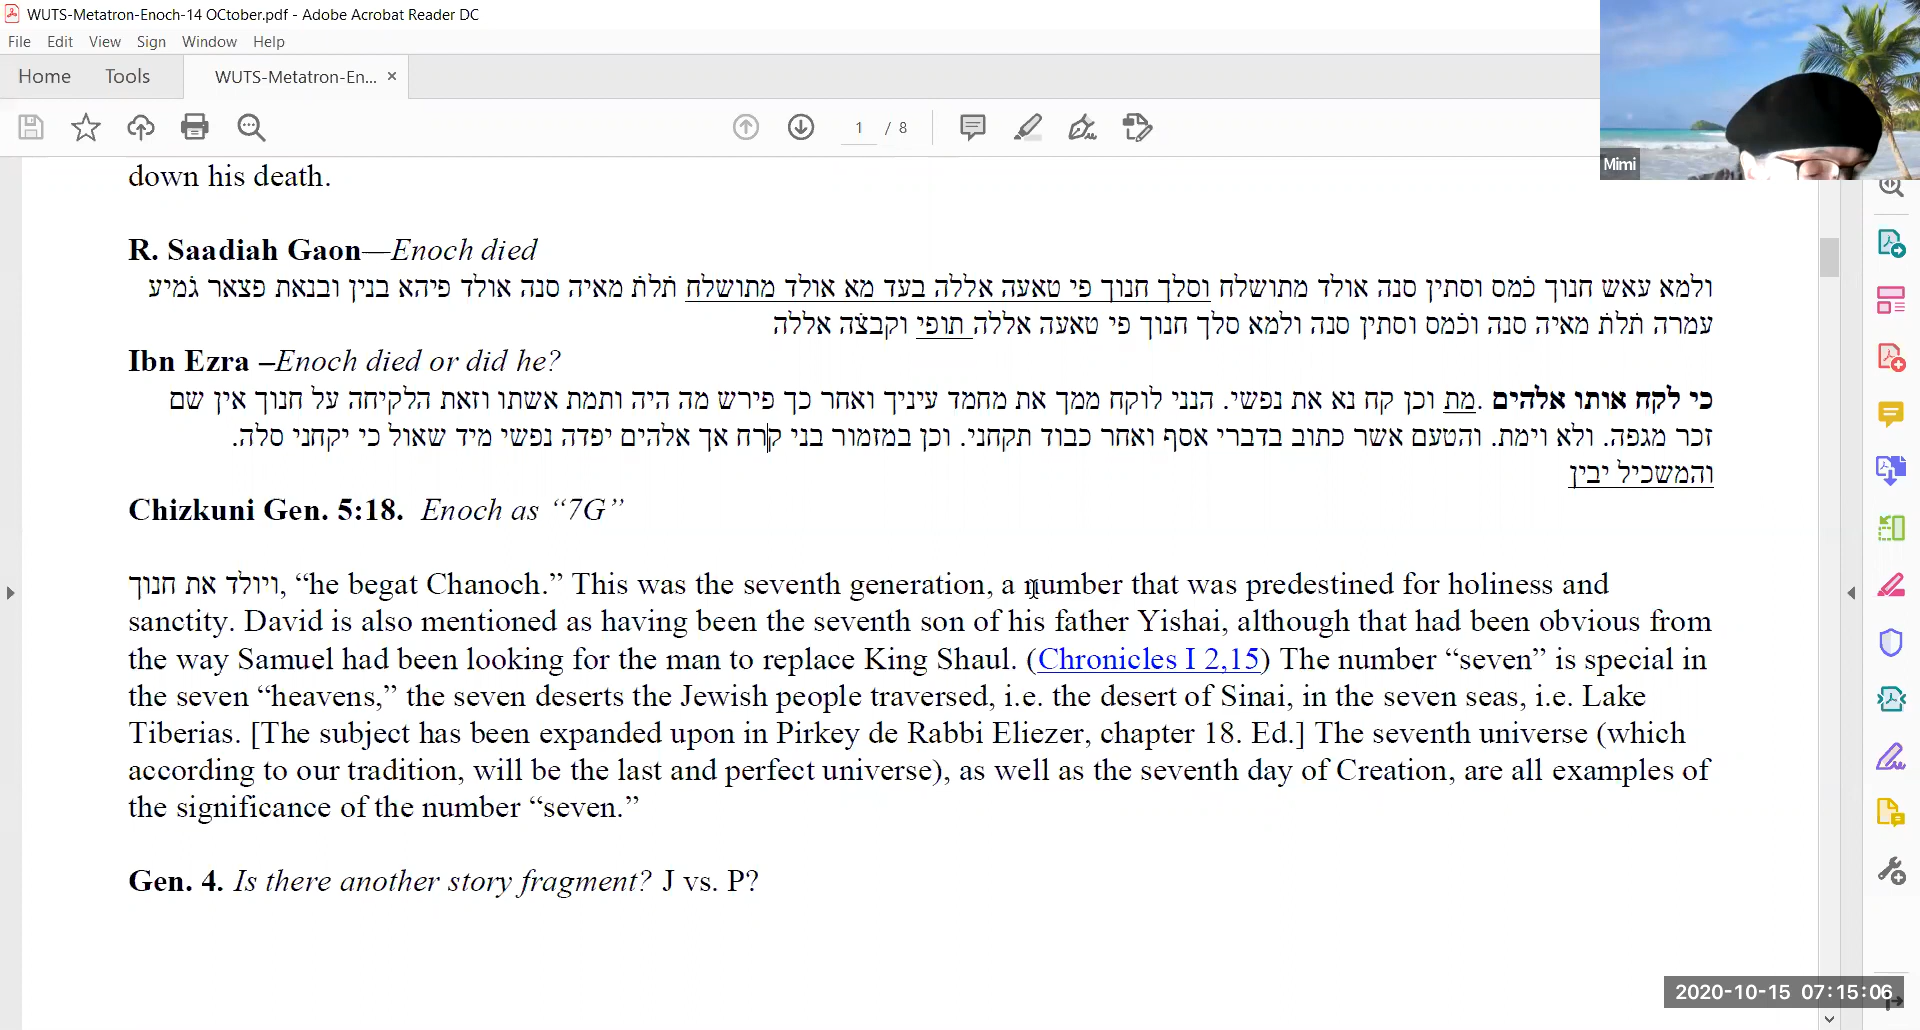 WUTS-Metatron-Enoch-14 OCtober.pdf - Adobe Acrobat Reader DC
File Edit View Sign Window Help
Home Tools WUTS-Metatron-En... ×
1 / 8
Mimi
down his death.
R. Saadiah Gaon—Enoch died
ולמא עאש חנוך כֹמס וסתין סנה אולד מתושלח וסלך חנוך פי טאעה אללה בעד מא אולד מתושלח תֹלתֹ מאיה סנה אולד פיהא בנין ובנאת פצאר גֹמיע
עמרה תֹלתֹ מאיה סנה וכֹמס וסתין סנה ולמא סלך חנוך פי טאעה אללה תופי וקבצֹה אללה
Ibn Ezra –Enoch died or did he?
כי לקח אותו אלהים. מת וכן קח נא את נפשי. הנני לוקח ממך את מחמד עיניך ואחר כך פירש מה היה ותמת אשתו וזאת הלקיחה על חנוך אין שם
זכר מגפה. ולא וימת. והטעם אשר כתוב בדברי אסף ואחר כבוד תקחני. וכן במזמור בני קרח אך אלהים יפדה נפשי מיד שאול כי יקחני סלה.
והמשכיל יבין
Chizkuni Gen. 5:18. Enoch as “7G”
ויולד את חנוך, “he begat Chanoch.” This was the seventh generation, a number that was predestined for holiness and
sanctity. David is also mentioned as having been the seventh son of his father Yishai, although that had been obvious from
the way Samuel had been looking for the man to replace King Shaul. (Chronicles I 2,15) The number “seven” is special in
the seven “heavens,” the seven deserts the Jewish people traversed, i.e. the desert of Sinai, in the seven seas, i.e. Lake
Tiberias. [The subject has been expanded upon in Pirkey de Rabbi Eliezer, chapter 18. Ed.] The seventh universe (which
according to our tradition, will be the last and perfect universe), as well as the seventh day of Creation, are all examples of
the significance of the number “seven.”
Gen. 4. Is there another story fragment? J vs. P?
2020-10-15 07:15:06